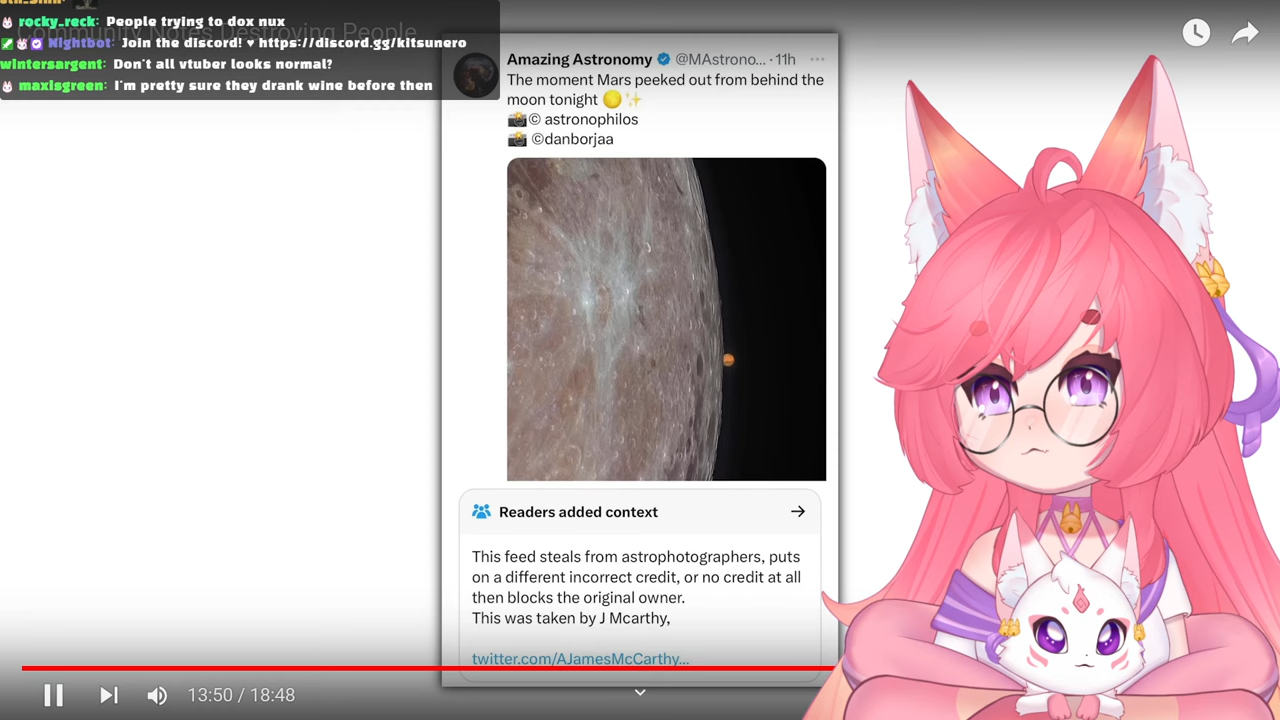 rocky_reck: People trying to dox nux
Nightbot: Join the discord! ♥ https://discord.gg/kitsunero
wintersargent: Don't all vtuber looks normal?
maxisgreen: I'm pretty sure they drank wine before then
Community Notes Destroying People
Amazing Astronomy @MAstrono... · 11h
The moment Mars peeked out from behind the
moon tonight 🌕✨
📸© astronophilos
📸 ©danborjaa
Readers added context
This feed steals from astrophotographers, puts
on a different incorrect credit, or no credit at all
then blocks the original owner.
This was taken by J Mcarthy,
twitter.com/AJamesMcCarthy...
13:50 / 18:48